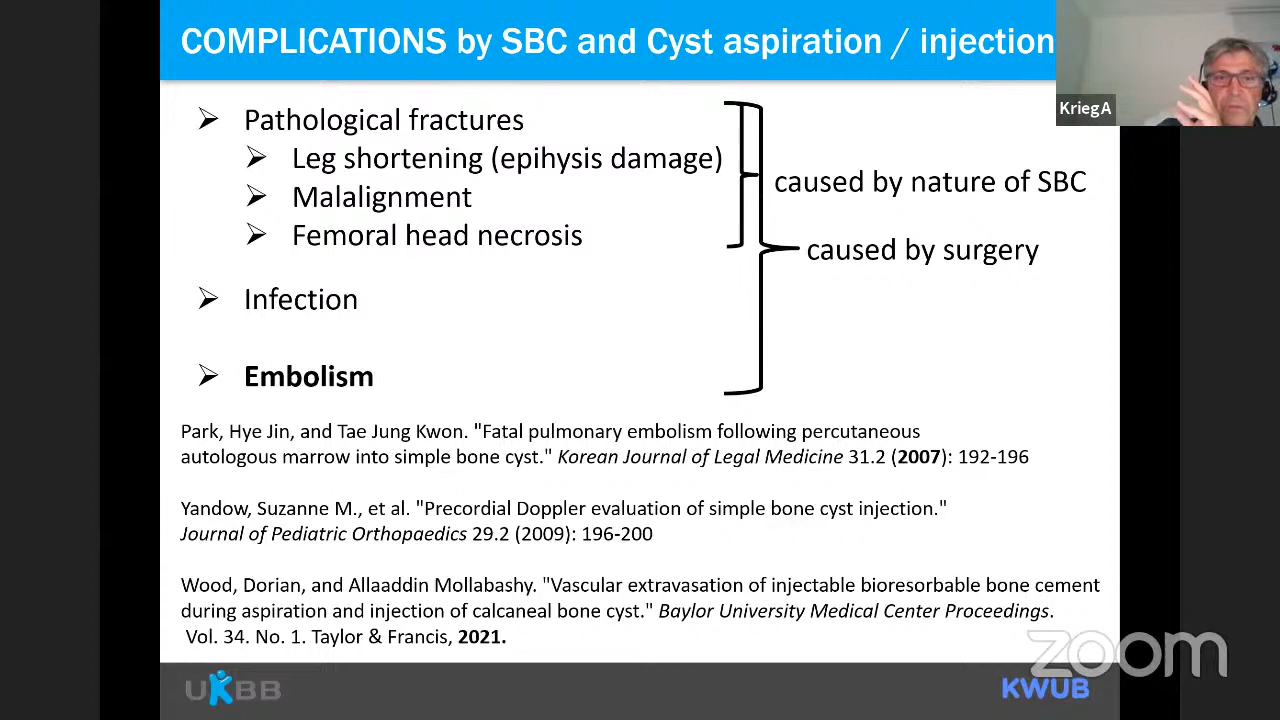 COMPLICATIONS by SBC and Cyst aspiration / injection
KriegA
Pathological fractures
Leg shortening (epihysis damage)
Malalignment
Femoral head necrosis
caused by nature of SBC
caused by surgery
Infection
Embolism
Park, Hye Jin, and Tae Jung Kwon. "Fatal pulmonary embolism following percutaneous
autologous marrow into simple bone cyst." Korean Journal of Legal Medicine 31.2 (2007): 192-196
Yandow, Suzanne M., et al. "Precordial Doppler evaluation of simple bone cyst injection."
Journal of Pediatric Orthopaedics 29.2 (2009): 196-200
Wood, Dorian, and Allaaddin Mollabashy. "Vascular extravasation of injectable bioresorbable bone cement
during aspiration and injection of calcaneal bone cyst." Baylor University Medical Center Proceedings.
Vol. 34. No. 1. Taylor & Francis, 2021.
zoom
UKBB
KWUB